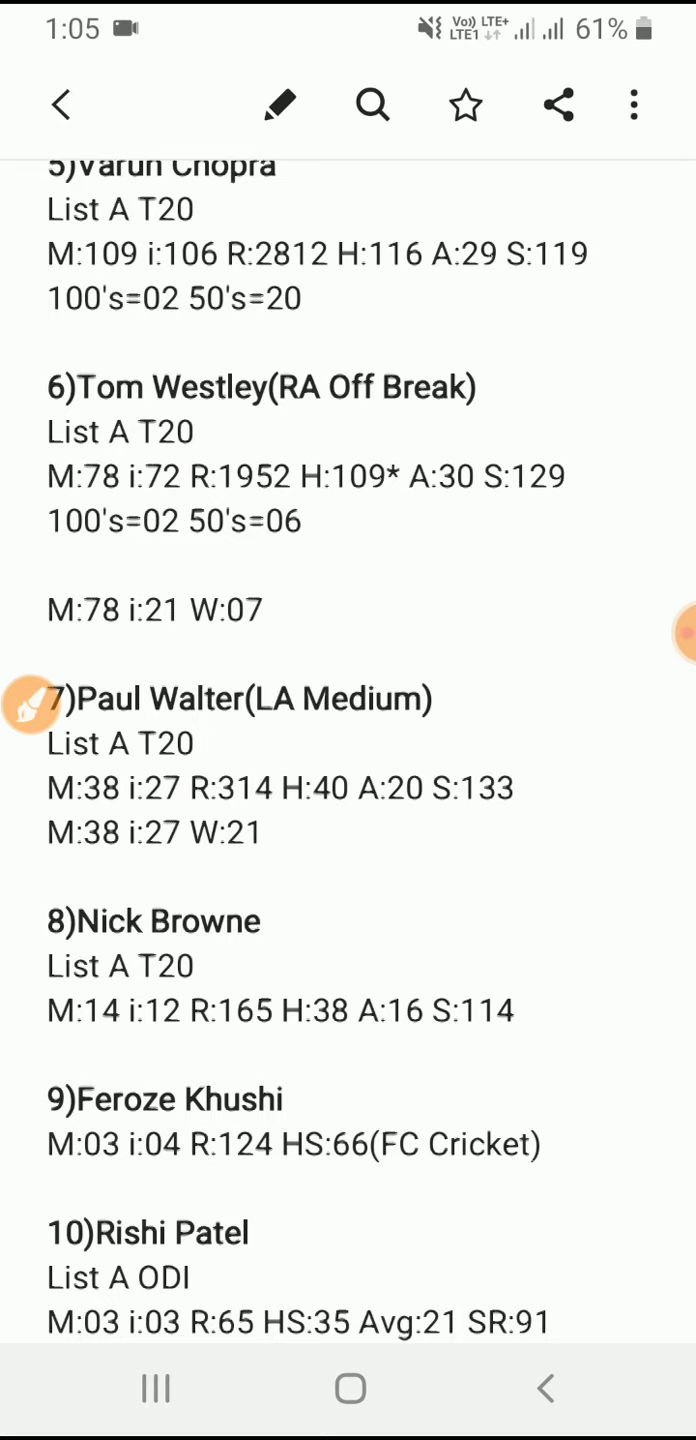 1:05 Vo)) LTE+ LTE1 61%
5)Varun Chopra
List A T20
M:109 i:106 R:2812 H:116 A:29 S:119
100's=02 50's=20
6)Tom Westley(RA Off Break)
List A T20
M:78 i:72 R:1952 H:109* A:30 S:129
100's=02 50's=06
M:78 i:21 W:07
7)Paul Walter(LA Medium)
List A T20
M:38 i:27 R:314 H:40 A:20 S:133
M:38 i:27 W:21
8)Nick Browne
List A T20
M:14 i:12 R:165 H:38 A:16 S:114
9)Feroze Khushi
M:03 i:04 R:124 HS:66(FC Cricket)
10)Rishi Patel
List A ODI
M:03 i:03 R:65 HS:35 Avg:21 SR:91